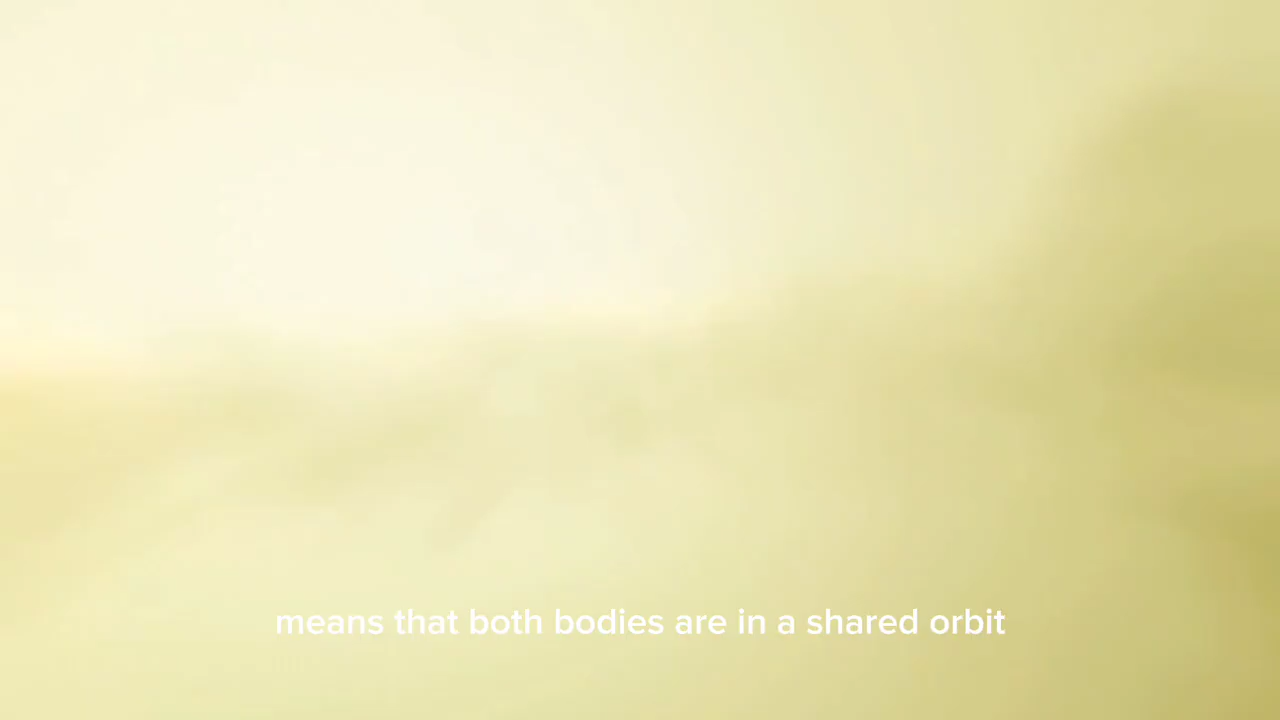 means that both bodies are in a shared orbit